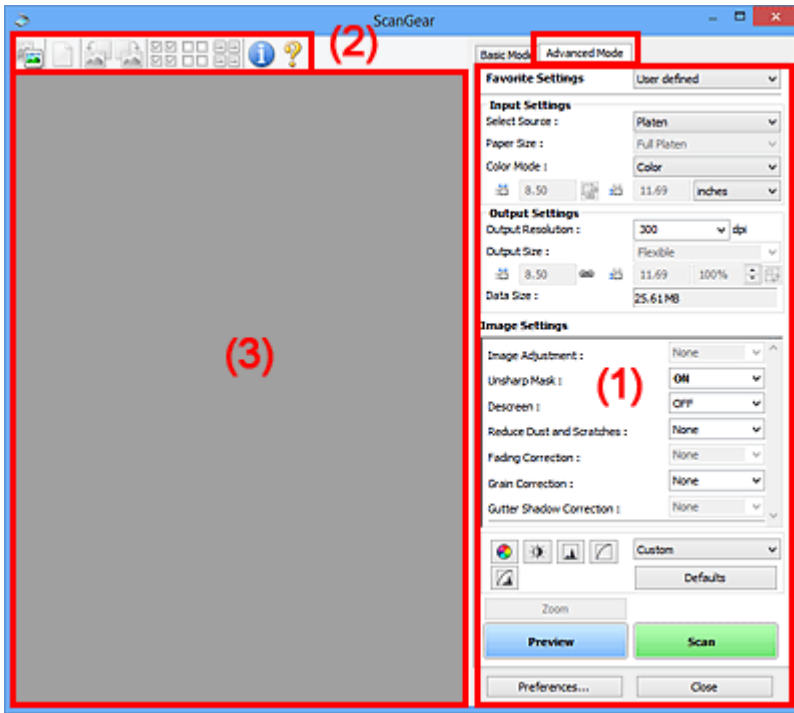 ScanGear
(2)
Basic Mode Advanced Mode
Favorite Settings User defined
Input Settings
Select Source : Platen
Paper Size : Full Platen
Color Mode : Color
8.50 11.69 inches
Output Settings
Output Resolution : 300 dpi
Output Size : Flexible
8.50 11.69 100%
Data Size : 25.61MB
Image Settings
(3)
(1)
Image Adjustment : None
Unsharp Mask : ON
Descreen : OFF
Reduce Dust and Scratches : None
Fading Correction : None
Grain Correction : None
Gutter Shadow Correction : None
Custom
Defaults
Zoom
Preview Scan
Preferences... Close